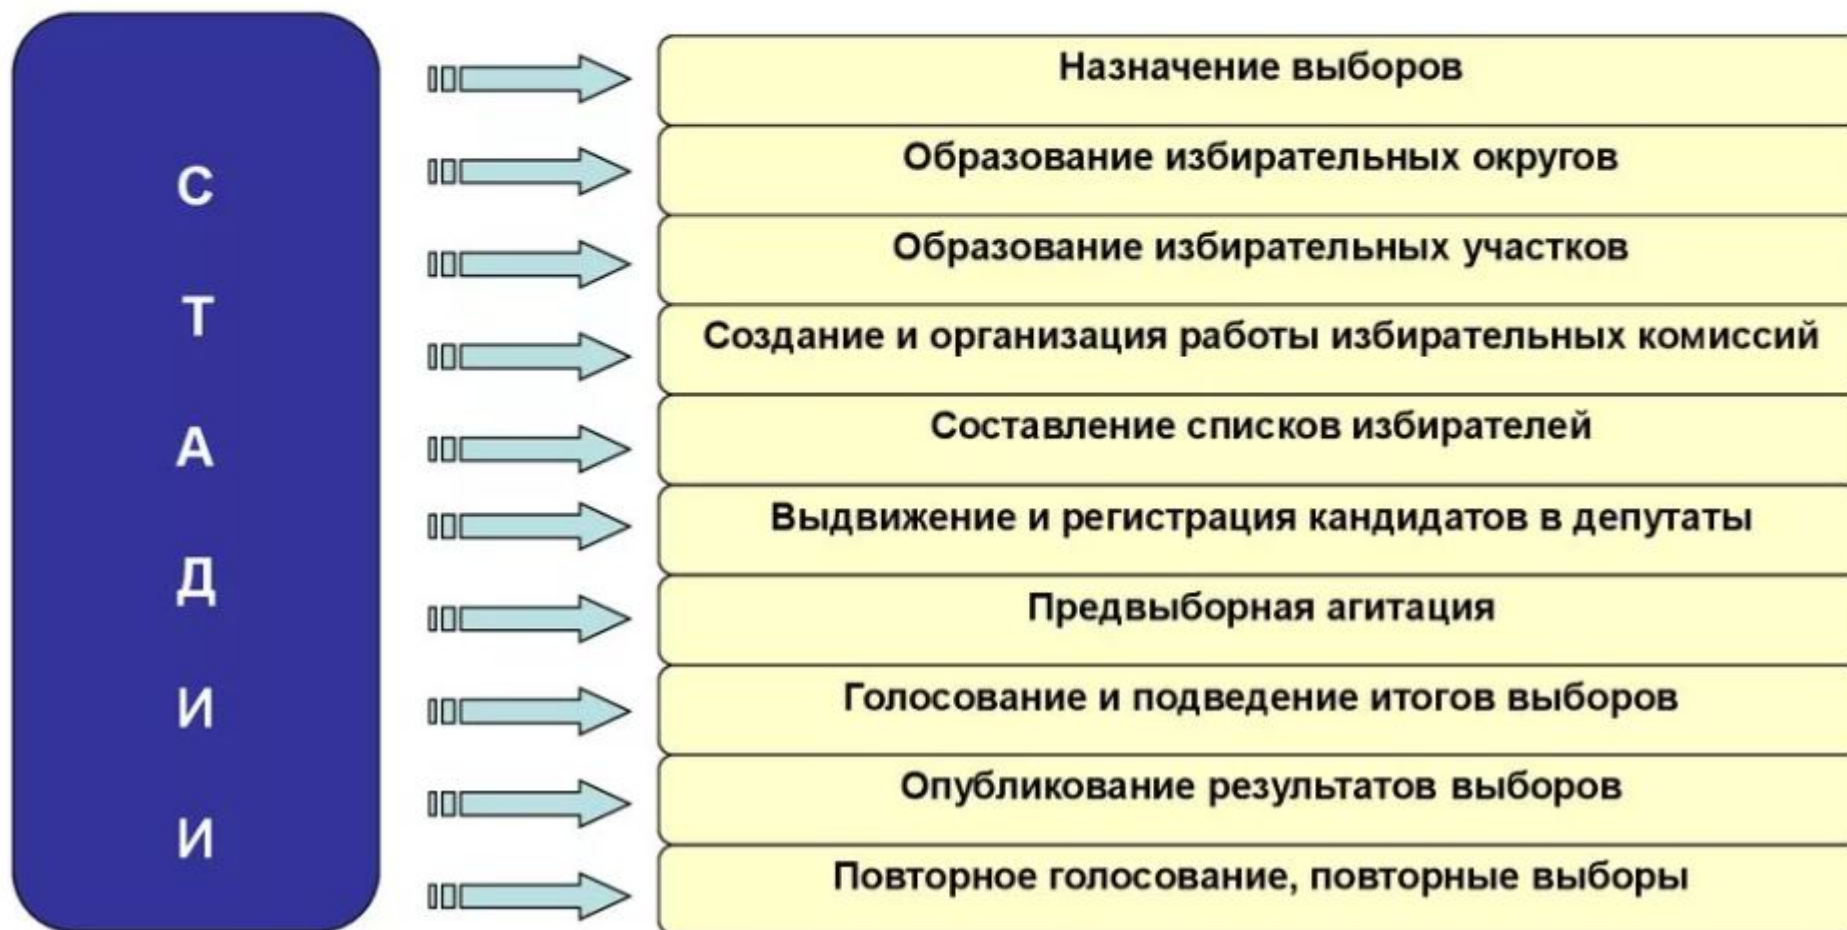 С
Т
А
Д
И
И
Назначение выборов
Образование избирательных округов
Образование избирательных участков
Создание и организация работы избирательных комиссий
Составление списков избирателей
Выдвижение и регистрация кандидатов в депутаты
Предвыборная агитация
Голосование и подведение итогов выборов
Опубликование результатов выборов
Повторное голосование, повторные выборы